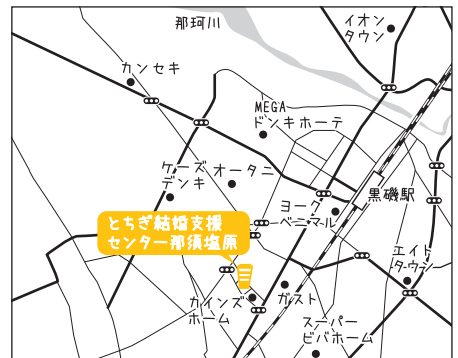 那珂川
イオン
タウン
カンセキ
MEGA
ドンキホーテ
ケーズ
デンキ
オータニ
ヨーク
ベニマル
黒磯駅
とちぎ結婚支援
センター那須塩原
エイト
タウン
カインズ
ホーム
ガスト
スーパー
ビバホーム